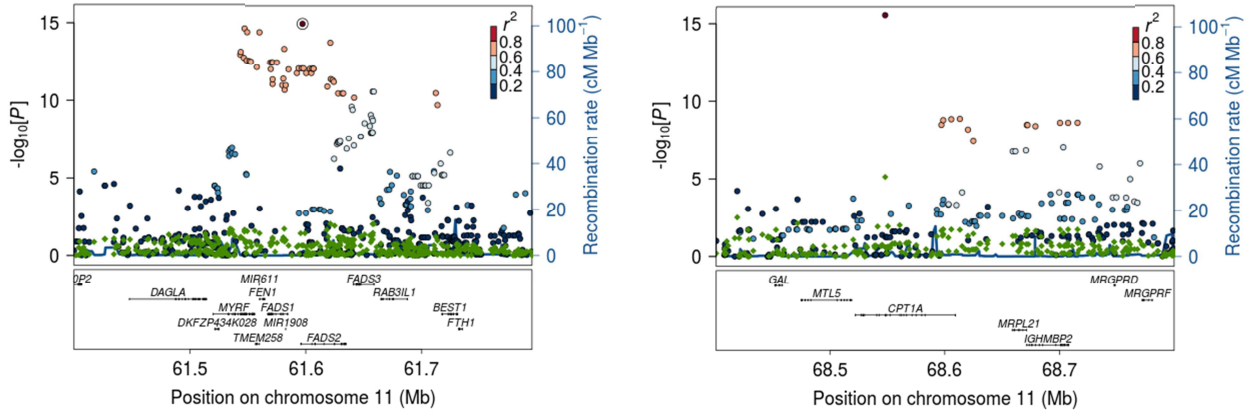 15
10
5
0
-log10[P]
r²
0.8
0.6
0.4
0.2
100
80
60
40
20
0
Recombination rate (cM Mb⁻¹)
MIR611
FADS3
DAGLA
FEN1
RAB3IL1
MYRF
FADS1
BEST1
DKFZP434K028
MIR1908
FTH1
TMEM258
FADS2
61.5
61.6
61.7
Position on chromosome 11 (Mb)
15
10
5
0
-log10[P]
r²
0.8
0.6
0.4
0.2
100
80
60
40
20
0
Recombination rate (cM Mb⁻¹)
GAL
MRGPRD
MTL5
MRGPRF
CPT1A
MRPL21
IGHMBP2
68.5
68.6
68.7
Position on chromosome 11 (Mb)